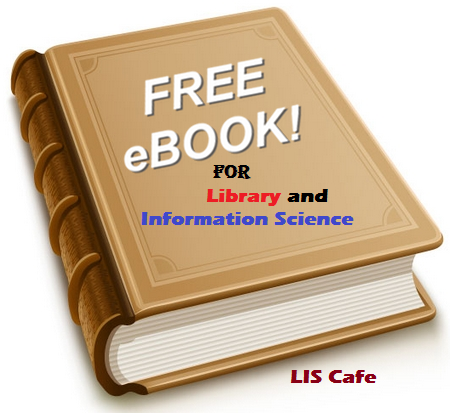 FREE
eBOOK!
FOR
Library and
Information Science
LIS Cafe